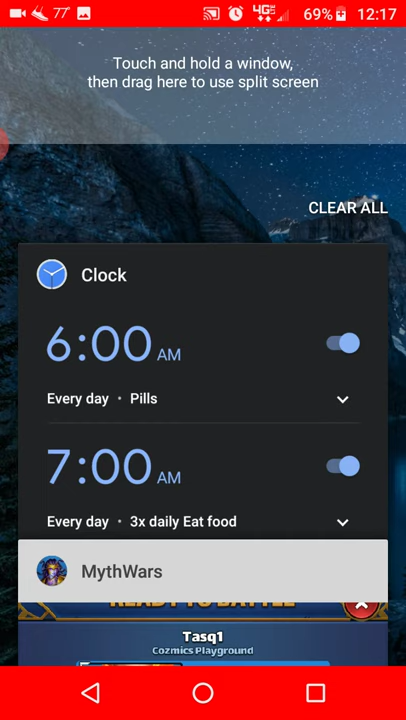 77° 4G 69% 12:17
Touch and hold a window,
then drag here to use split screen
CLEAR ALL
Clock
6:00 AM
Every day • Pills
7:00 AM
Every day • 3x daily Eat food
MythWars
READY TO BATTLE
Tasq1
Cozmics Playground